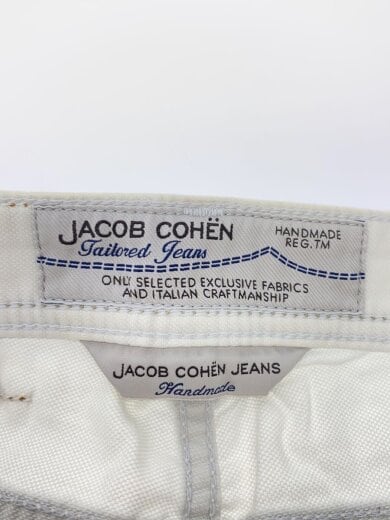 JACOB COHËN
Tailored Jeans
HANDMADE
REG.TM
ONLY SELECTED EXCLUSIVE FABRICS
AND ITALIAN CRAFTMANSHIP
JACOB COHËN JEANS
Handmade